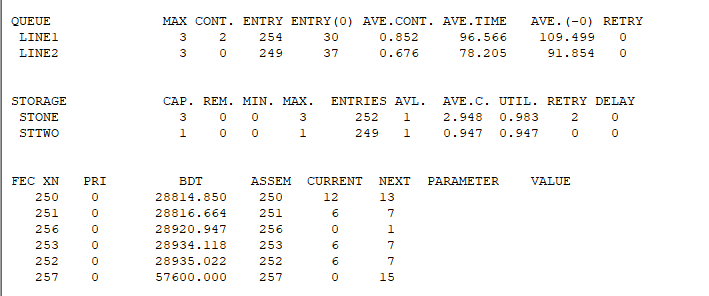 QUEUE MAX CONT. ENTRY ENTRY(0) AVE.CONT. AVE.TIME AVE.(-0) RETRY
LINE1 3 2 254 30 0.852 96.566 109.499 0
LINE2 3 0 249 37 0.676 78.205 91.854 0
STORAGE CAP. REM. MIN. MAX. ENTRIES AVL. AVE.C. UTIL. RETRY DELAY
STONE 3 0 0 3 252 1 2.948 0.983 2 0
STTWO 1 0 0 1 249 1 0.947 0.947 0 0
FEC XN PRI BDT ASSEM CURRENT NEXT PARAMETER VALUE
250 0 28814.850 250 12 13
251 0 28816.664 251 6 7
256 0 28920.947 256 0 1
253 0 28934.118 253 6 7
252 0 28935.022 252 6 7
257 0 57600.000 257 0 15